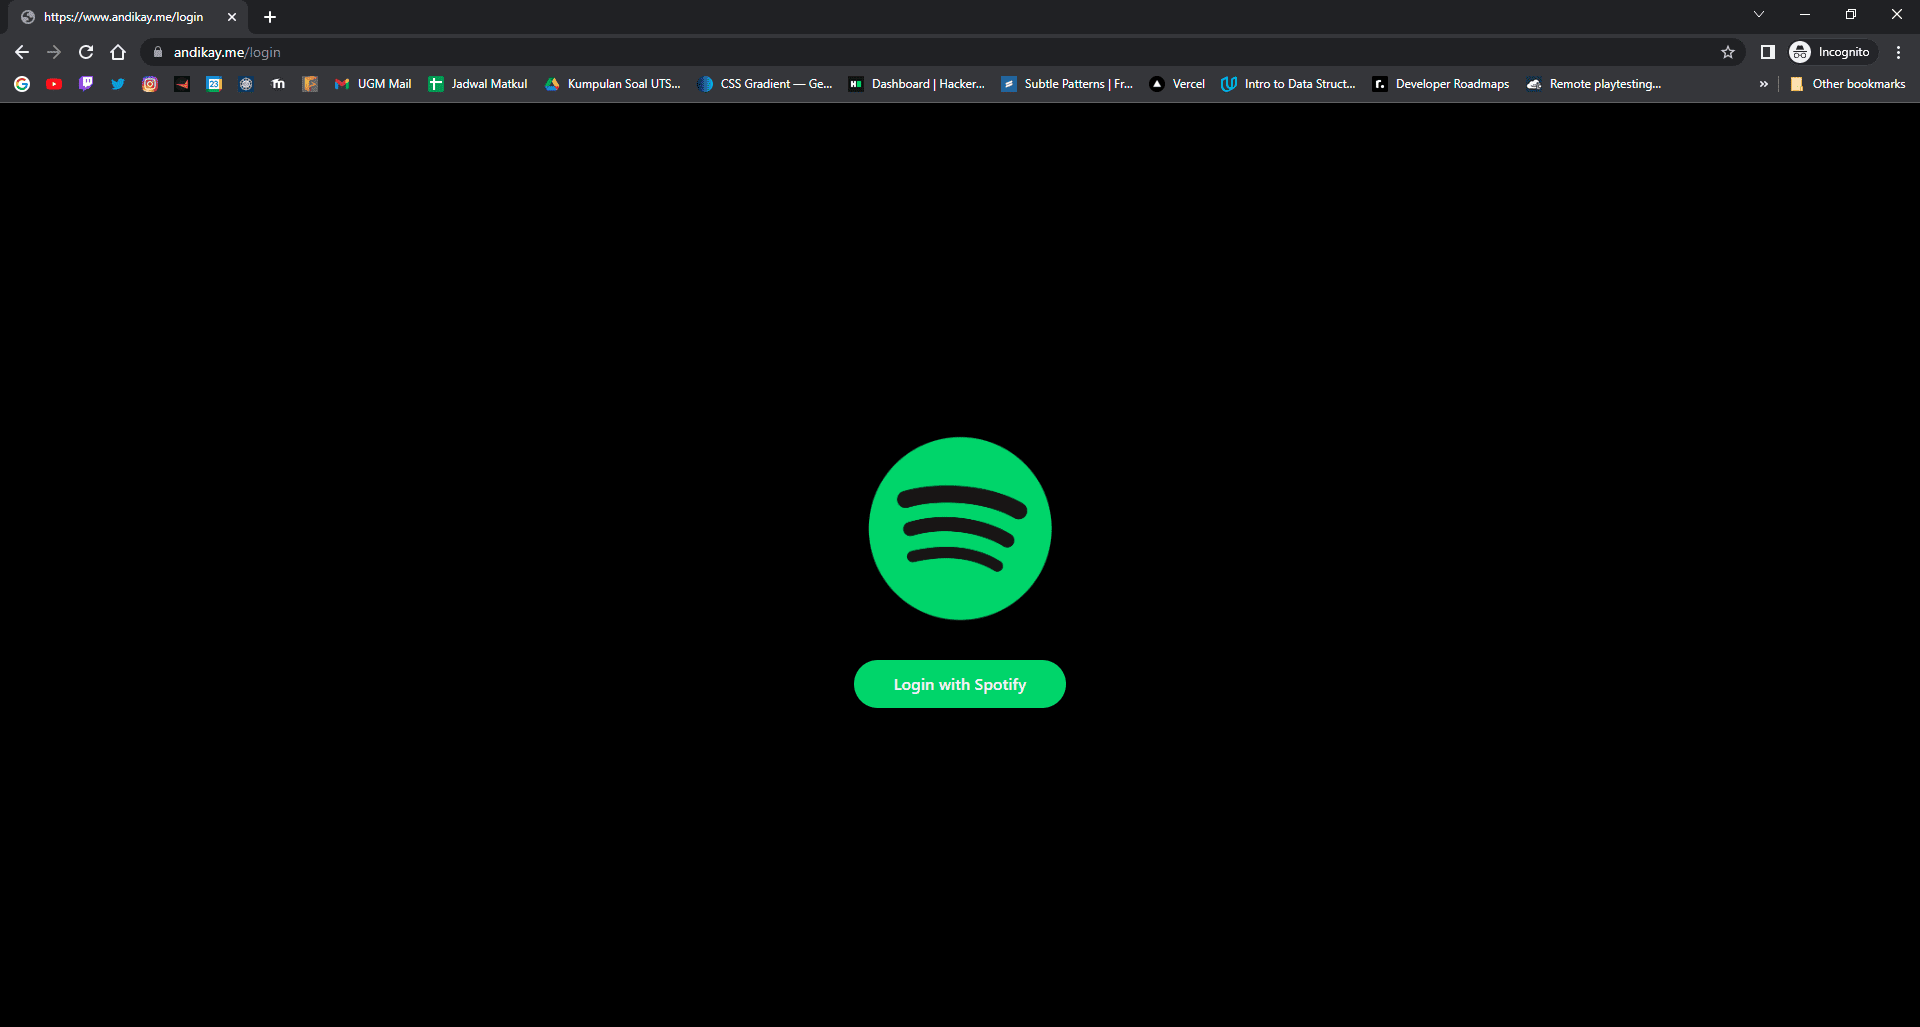 https://www.andikay.me/login
andikay.me/login
Incognito
UGM Mail
Jadwal Matkul
Kumpulan Soal UTS...
CSS Gradient — Ge...
Dashboard | Hacker...
Subtle Patterns | Fr...
Vercel
Intro to Data Struct...
Developer Roadmaps
Remote playtesting...
»
Other bookmarks
Login with Spotify